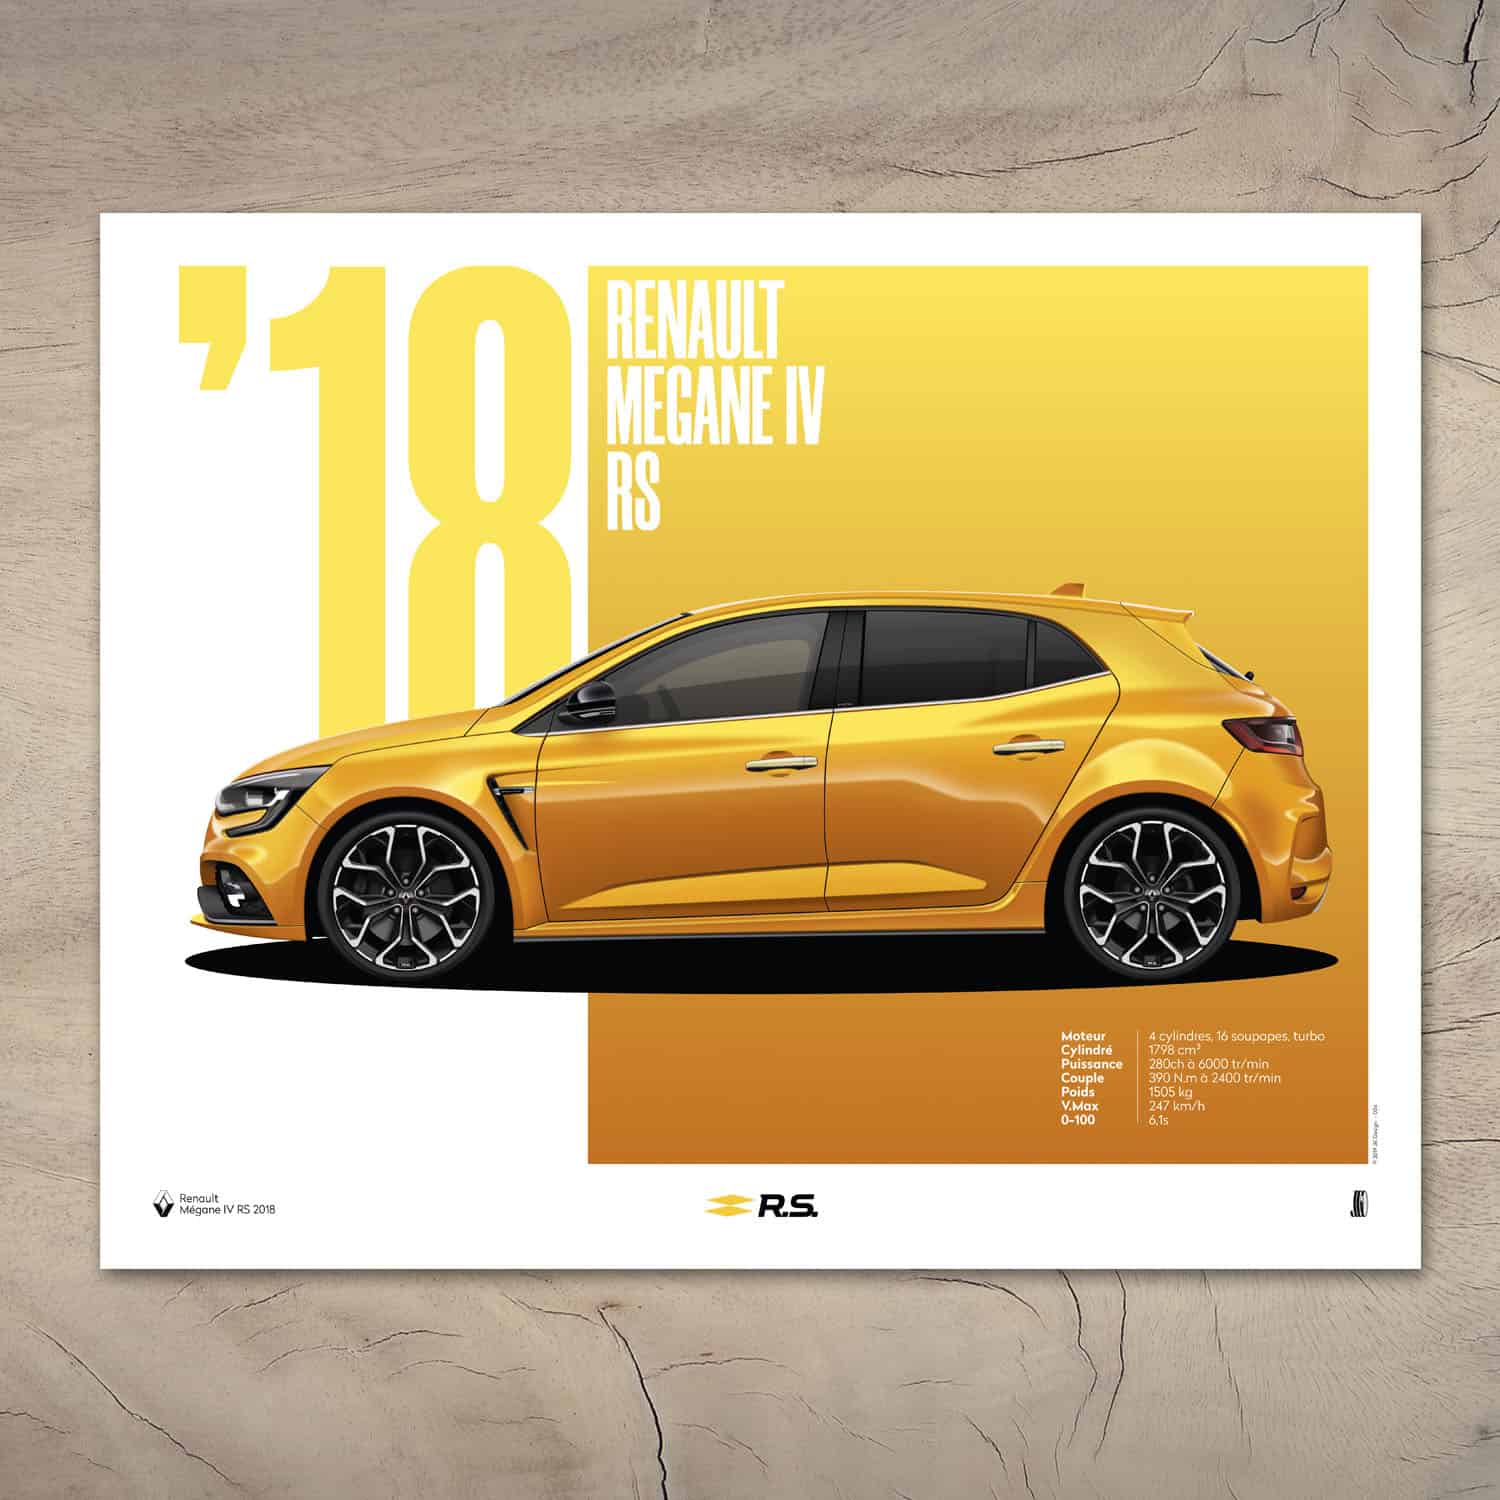 ’18
RENAULT
MEGANE IV
RS
Moteur 4 cylindres, 16 soupapes, turbo
Cylindré 1798 cm³
Puissance 280ch à 6000 tr/min
Couple 390 N.m à 2400 tr/min
Poids 1505 kg
V.Max 247 km/h
0-100 6,1s
Renault
Mégane IV RS 2018
R.S.